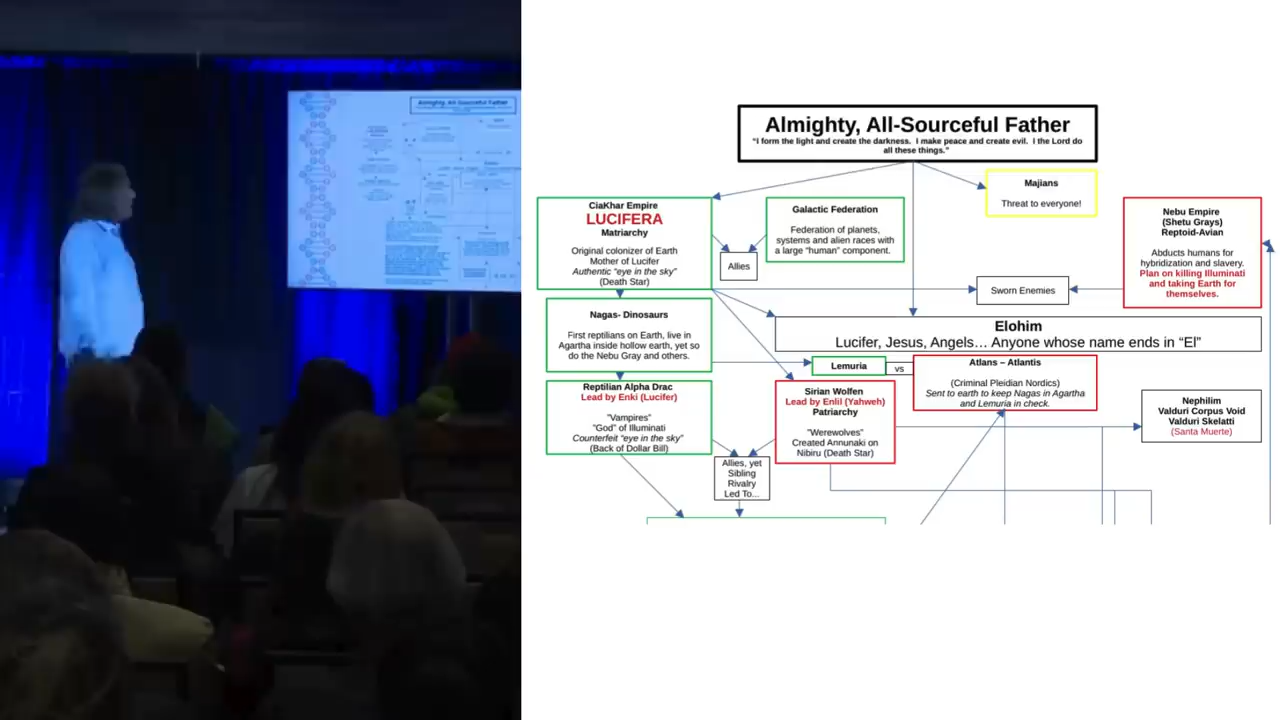 Almighty, All-Sourceful Father
Almighty, All-Sourceful Father
"I form the light and create the darkness. I make peace and create evil. I the Lord do
all these things."
Majians
Threat to everyone!
CiaKhar Empire
LUCIFERA
Matriarchy
Original colonizer of Earth
Mother of Lucifer
Authentic "eye in the sky"
(Death Star)
Galactic Federation
Federation of planets,
systems and alien races with
a large "human" component.
Allies
Nebu Empire
(Shetu Grays)
Reptoid-Avian
Abducts humans for
hybridization and slavery.
Plan on killing Illuminati
and taking Earth for
themselves.
Sworn Enemies
Nagas- Dinosaurs
First reptilians on Earth, live in
Agartha inside hollow earth, yet so
do the Nebu Gray and others.
Elohim
Lucifer, Jesus, Angels… Anyone whose name ends in "El"
Lemuria
vs
Atlans – Atlantis
(Criminal Pleidian Nordics)
Sent to earth to keep Nagas in Agartha
and Lemuria in check.
Reptilian Alpha Drac
Lead by Enki (Lucifer)
"Vampires"
"God" of Illuminati
Counterfeit "eye in the sky"
(Back of Dollar Bill)
Sirian Wolfen
Lead by Enlil (Yahweh)
Patriarchy
"Werewolves"
Created Annunaki on
Nibiru (Death Star)
Nephilim
Valduri Corpus Void
Valduri Skelatti
(Santa Muerte)
Allies, yet
Sibling
Rivalry
Led To...